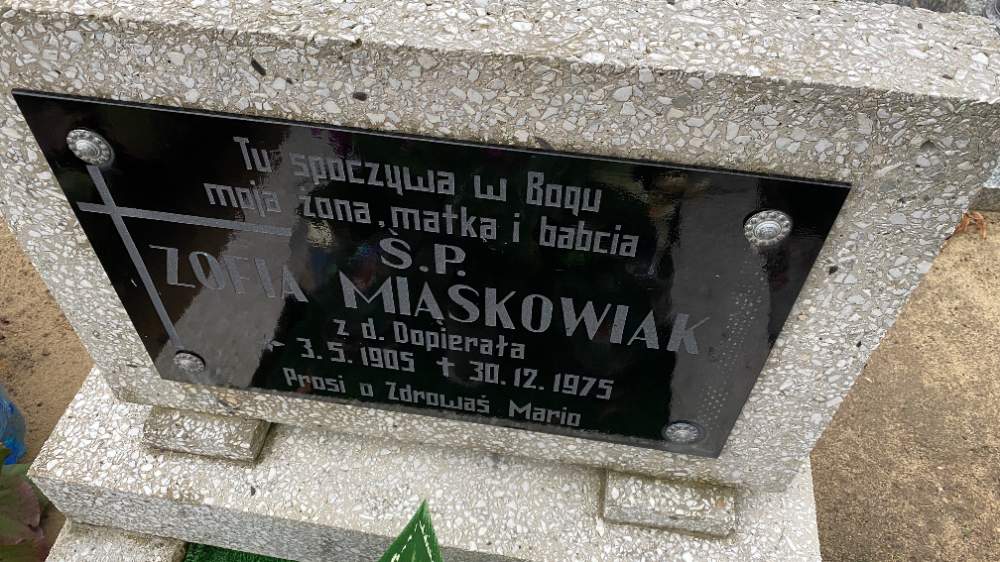 Tu spoczywa w Bogu
moja żona, matka i babcia
Ś.P.
ZOFIA MIĄSKOWIAK
z d. Dopierała
* 3.5.1905 † 30.12.1975
Prosi o Zdrowaś Mario